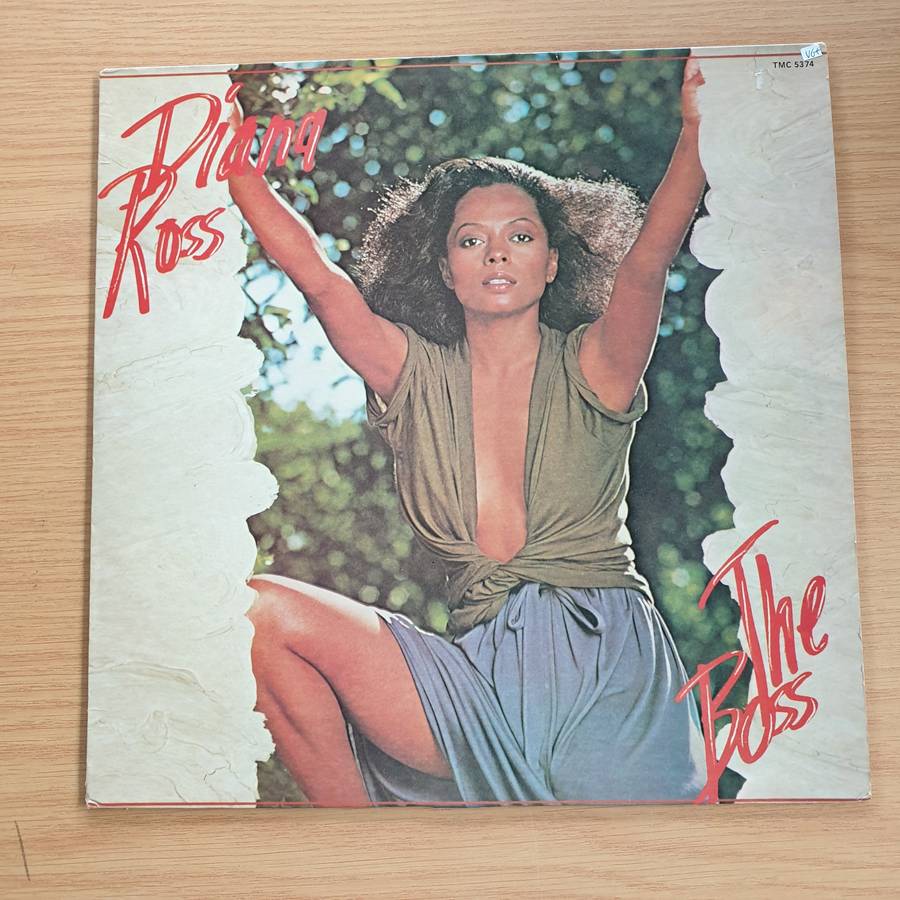 VG+
TMC 5374
Diana
Ross
The
Boss